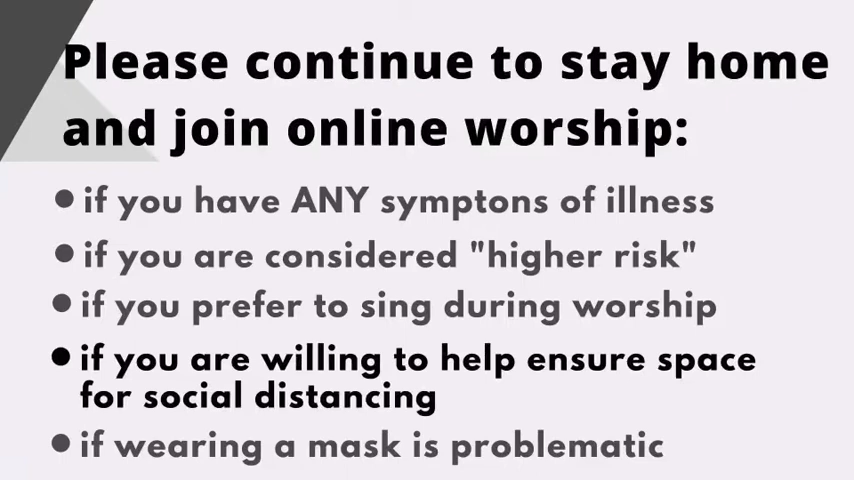 Please continue to stay home
and join online worship:
• if you have ANY symptons of illness
• if you are considered "higher risk"
• if you prefer to sing during worship
• if you are willing to help ensure space
for social distancing
• if wearing a mask is problematic